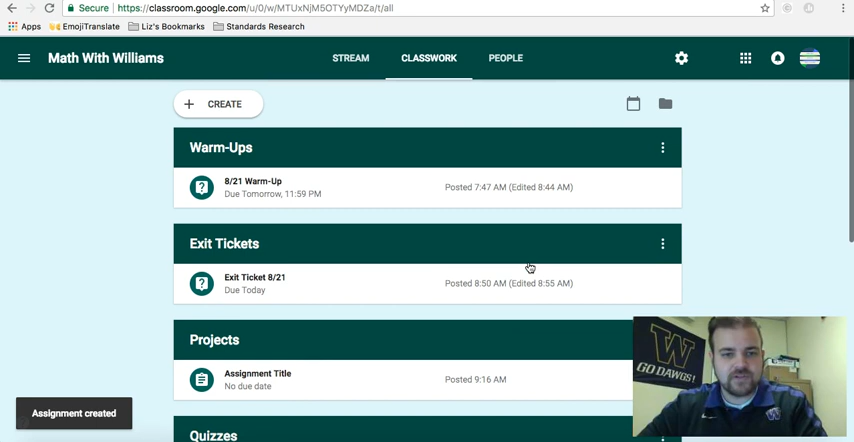 Secure https://classroom.google.com/u/0/w/MTUxNjM5OTYyMDZa/t/all
Apps EmojiTranslate Liz's Bookmarks Standards Research
Math With Williams STREAM CLASSWORK PEOPLE
CREATE
Warm-Ups
8/21 Warm-Up
Due Tomorrow, 11:59 PM
Posted 7:47 AM (Edited 8:44 AM)
Exit Tickets
Exit Ticket 8/21
Due Today
Posted 8:50 AM (Edited 8:55 AM)
Projects
Assignment Title
No due date
Posted 9:16 AM
Quizzes
Assignment created
W
GO DAWGS!
W